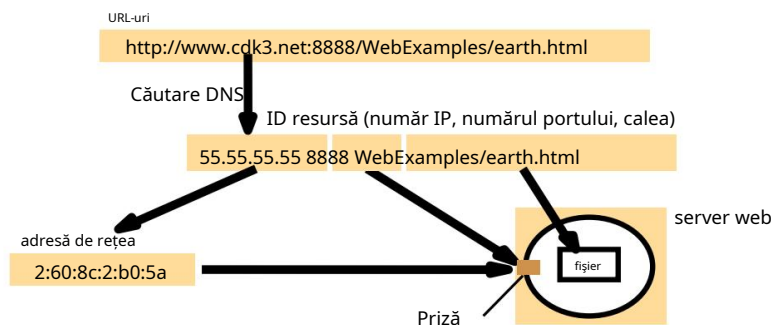 URL-uri
http://www.cdk3.net:8888/WebExamples/earth.html
Căutare DNS
ID resursă (număr IP, numărul portului, calea)
55.55.55.55 8888 WebExamples/earth.html
server web
adresă de rețea
fișier
2:60:8c:2:b0:5a
Priză